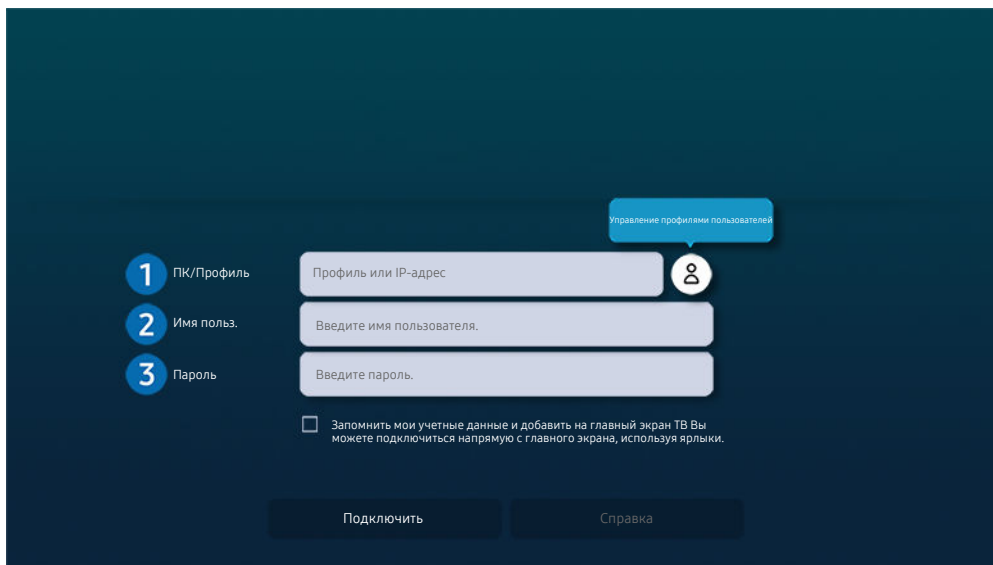 Управление профилями пользователей
1 ПК/Профиль Профиль или IP-адрес
2 Имя польз. Введите имя пользователя.
3 Пароль Введите пароль.
Запомнить мои учетные данные и добавить на главный экран ТВ Вы
можете подключиться напрямую с главного экрана, используя ярлыки.
Подключить Справка